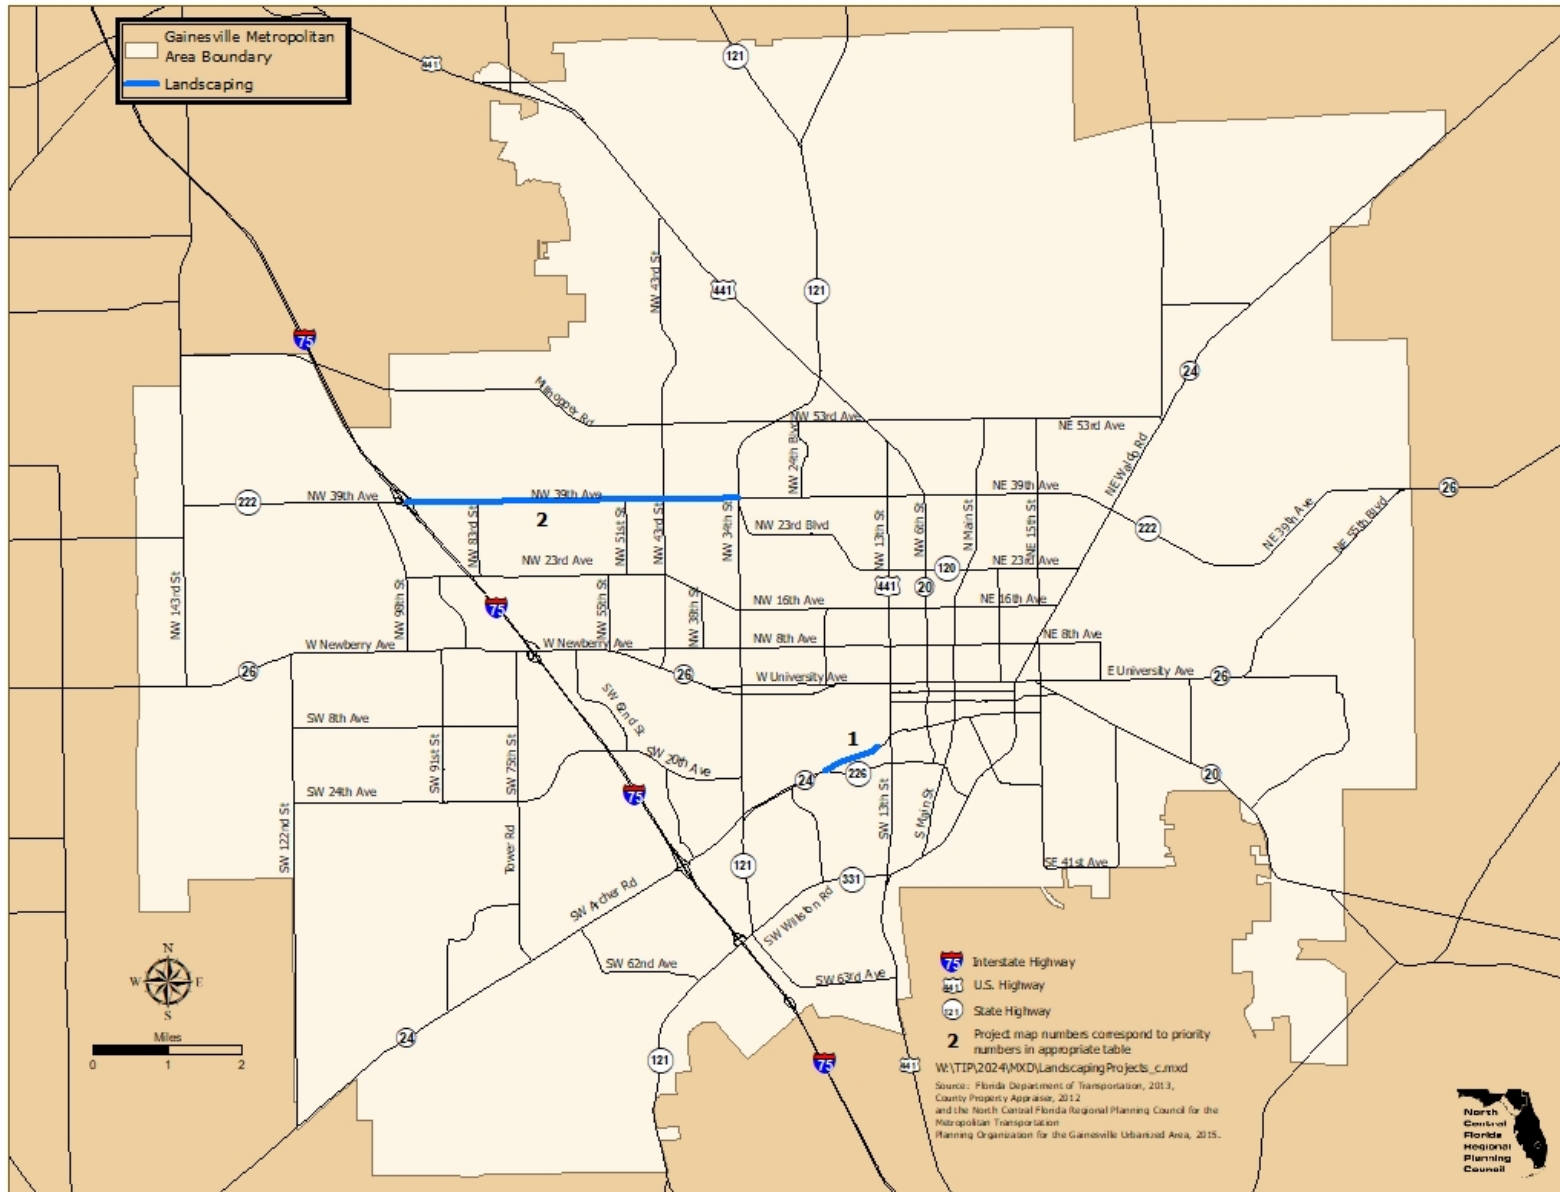 Gainesville Metropolitan
Area Boundary
Landscaping
441
121
441
121
NW 43rd St
75
24
Millhopper Rd
NW 53rd Ave
NE 53rd Ave
NW 24th Blvd
NE Waldo Rd
222
NW 39th Ave
NW 39th Ave
NE 39th Ave
26
2
NW 83rd St
NW 51st St
NW 43rd St
NW 34th St
NW 23rd Blvd
NW 13th St
NW 6th St
N Main St
NE 15th St
222
NE 39th Ave
NE 55th Blvd
NW 23rd Ave
120
NE 23rd Ave
NW 143rd St
NW 98th St
75
NW 55th St
NW 38th St
441
20
NW 16th Ave
NE 16th Ave
W Newberry Ave
W Newberry Ave
NW 8th Ave
NE 8th Ave
26
26
W University Ave
E University Ave
26
SW 62nd St
SW 8th Ave
1
SW 91st St
SW 75th St
SW 20th Ave
24
226
20
SW 24th Ave
75
SW 122nd St
Tower Rd
SW 13th St
S Main St
121
331
SE 41st Ave
SW Archer Rd
SW Williston Rd
SW 62nd Ave
SW 63rd Ave
N
W E
S
Miles
0 1 2
24
121
75
441
75 Interstate Highway
441 U.S. Highway
121 State Highway
2 Project map numbers correspond to priority
numbers in appropriate table
W:\TIP\2024\MXD\LandscapingProjects_c.mxd
Source: Florida Department of Transportation, 2013,
County Property Appraiser, 2012
and the North Central Florida Regional Planning Council for the
Metropolitan Transportation
Planning Organization for the Gainesville Urbanized Area, 2015.
North
Central
Florida
Regional
Planning
Council